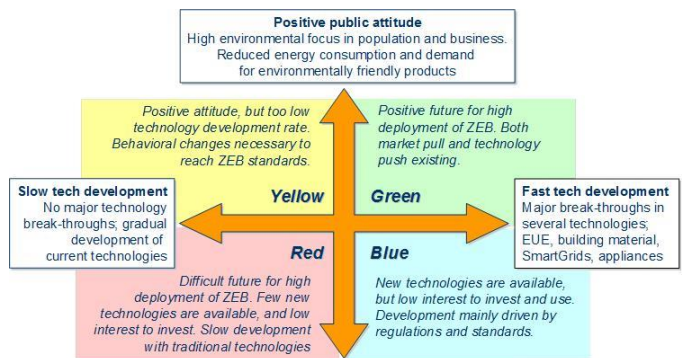 Positive public attitude
High environmental focus in population and business.
Reduced energy consumption and demand
for environmentally friendly products
Positive attitude, but too low
technology development rate.
Behavioral changes necessary to
reach ZEB standards.
Positive future for high
deployment of ZEB. Both
market pull and technology
push existing.
Slow tech development
No major technology
break-throughs; gradual
development of
current technologies
Yellow
Green
Fast tech development
Major break-throughs in
several technologies;
EUE, building material,
SmartGrids, appliances
Red
Blue
Difficult future for high
deployment of ZEB. Few new
technologies are available, and low
interest to invest. Slow development
with traditional technologies
New technologies are available,
but low interest to invest and use.
Development mainly driven by
regulations and standards.